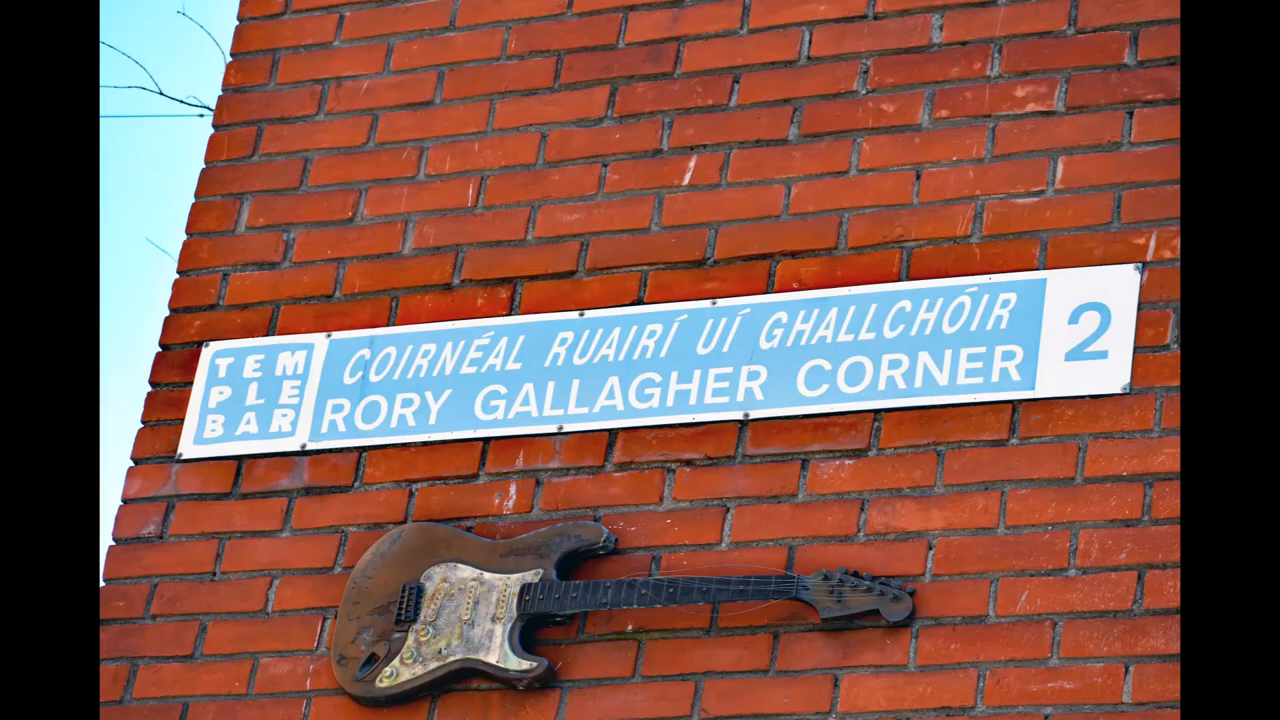 TEM
PLE
BAR
COIRNÉAL RUAIRÍ UÍ GHALLCHÓIR
RORY GALLAGHER CORNER
2